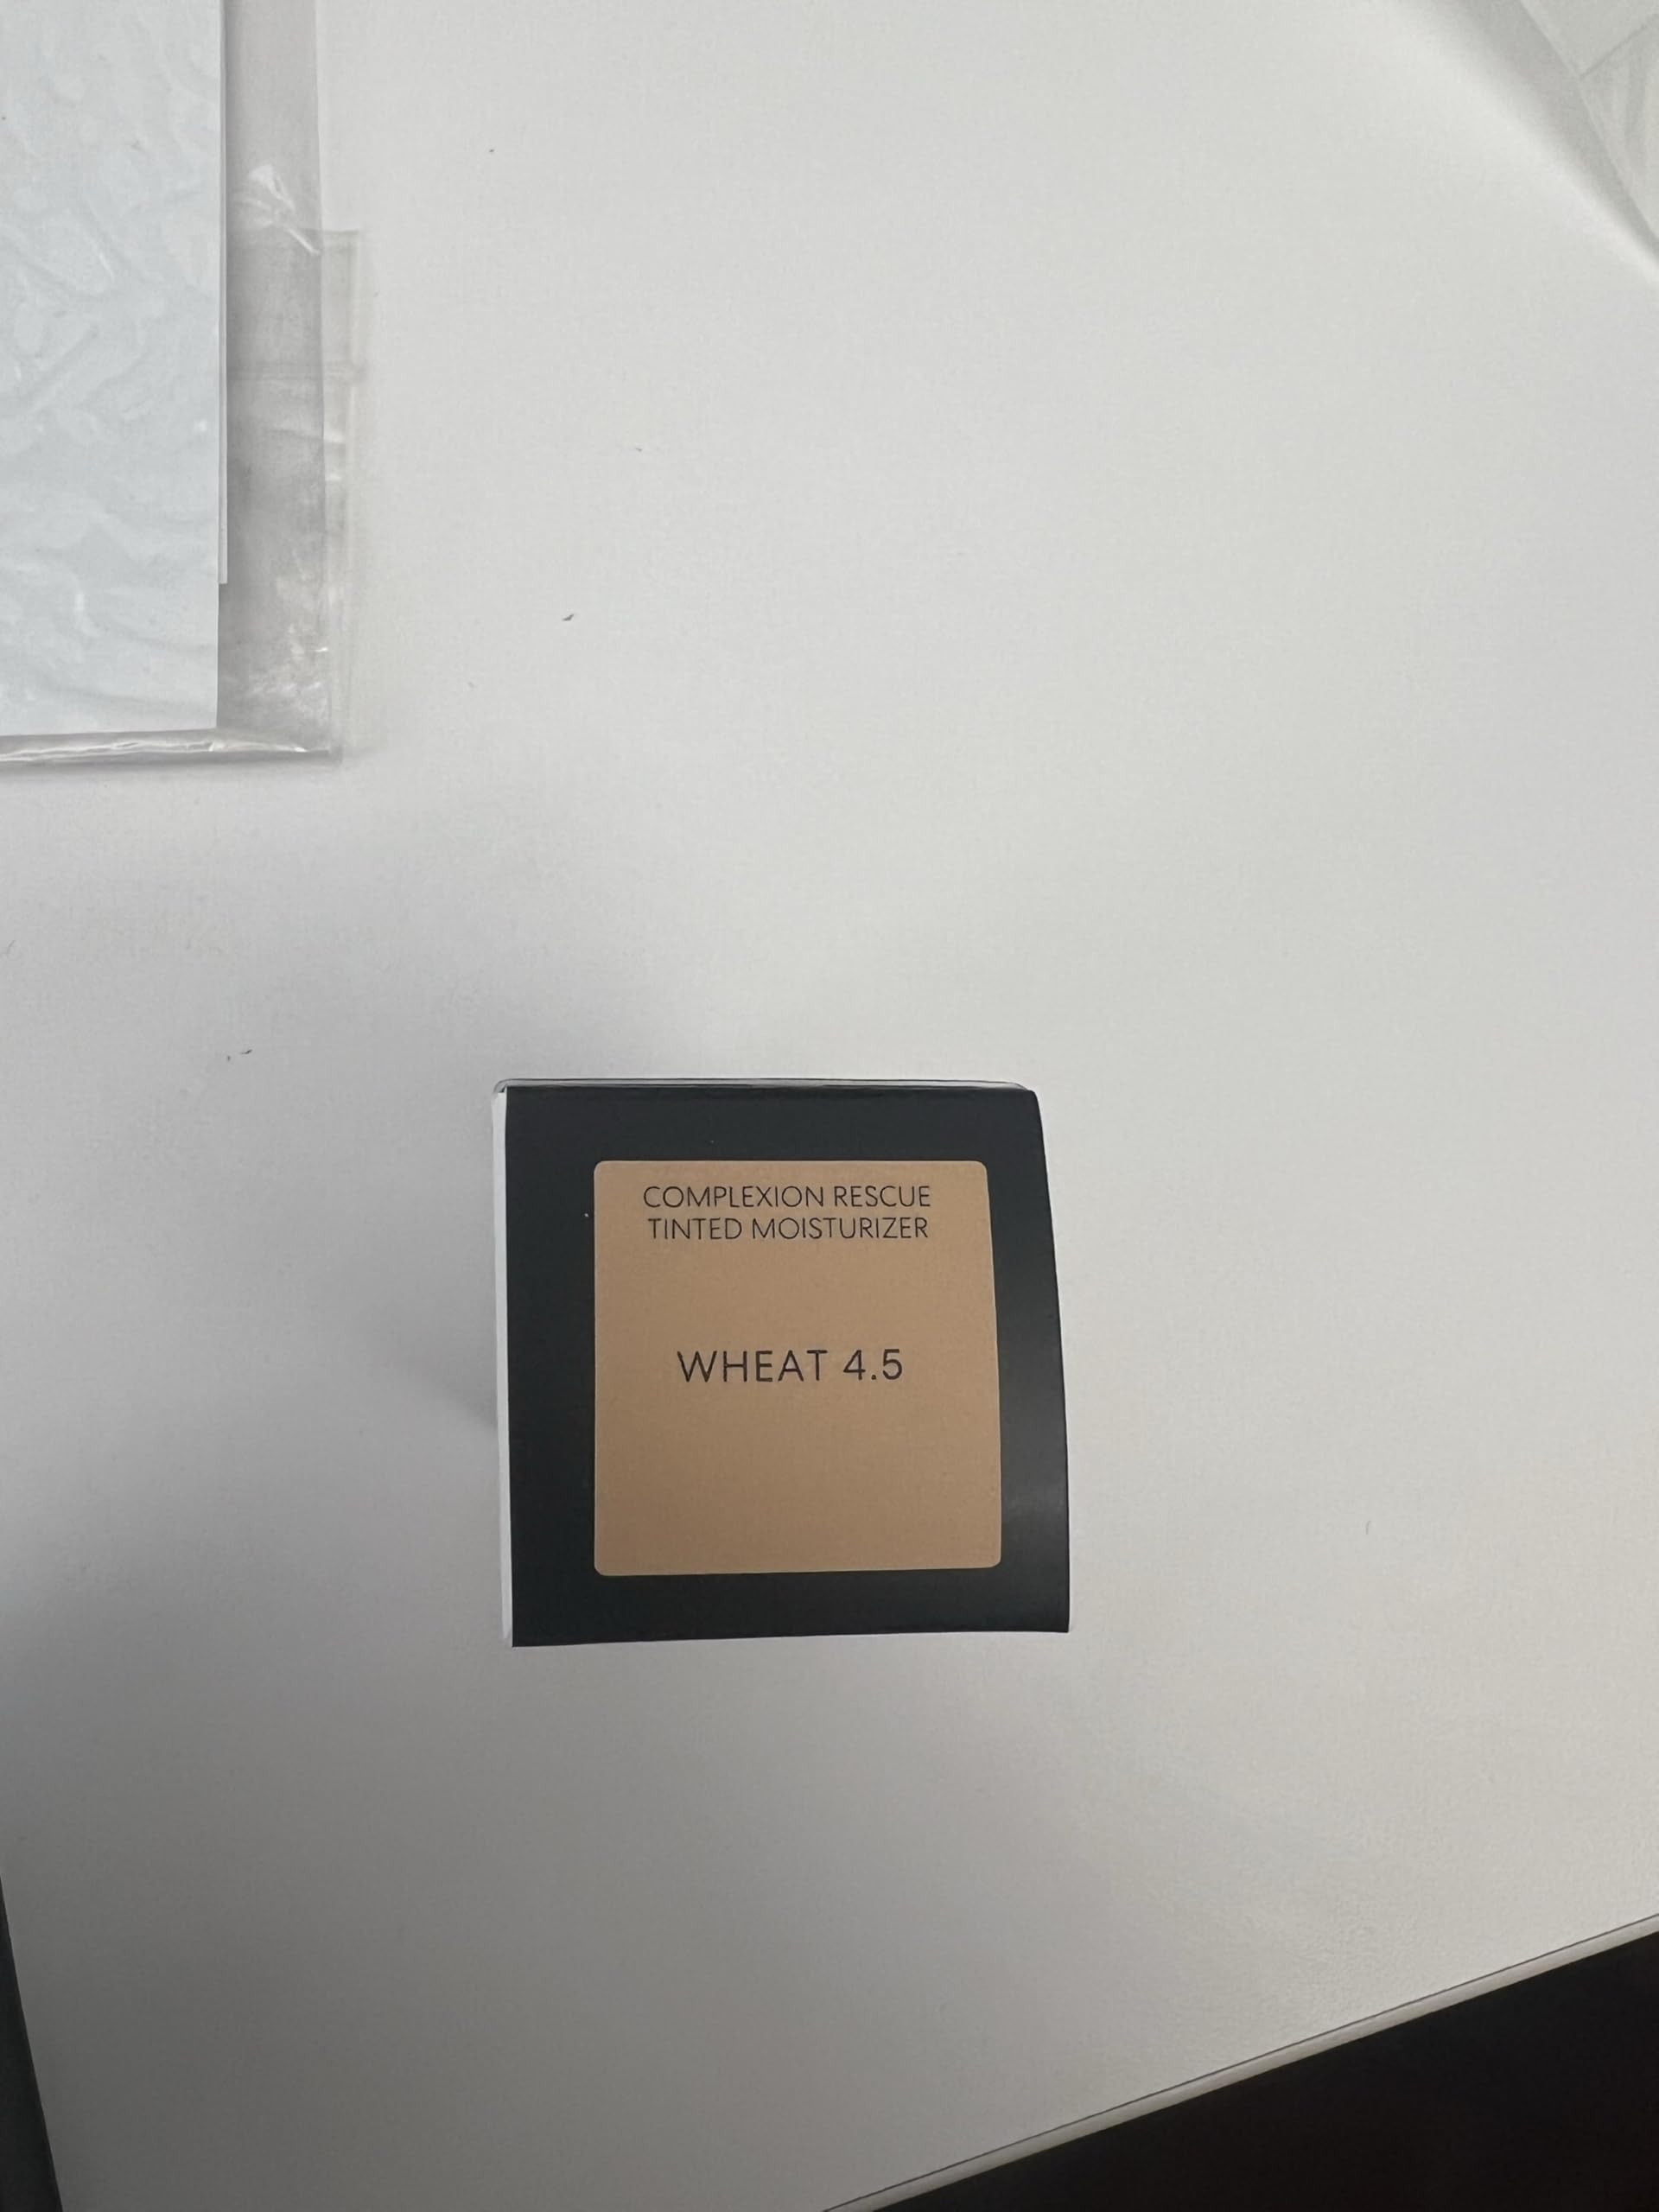 COMPLEXION RESCUE
TINTED MOISTURIZER
WHEAT 4.5